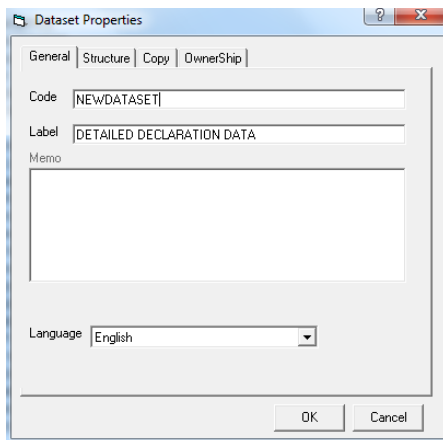 Dataset Properties
? X
General Structure Copy OwnerShip
Code NEWDATASET
Label DETAILED DECLARATION DATA
Memo
Language English
OK Cancel